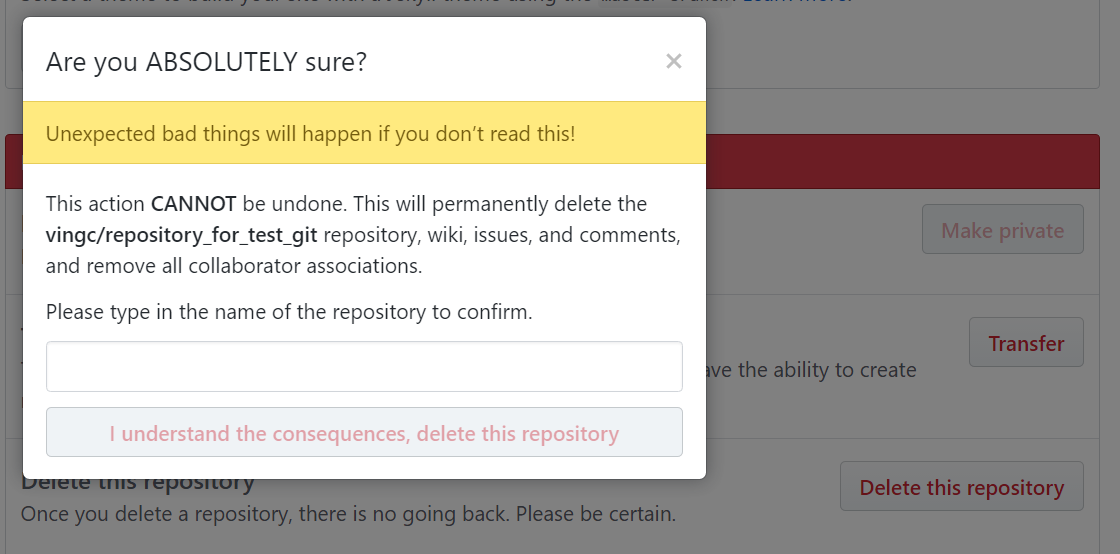 Are you ABSOLUTELY sure?
×
Unexpected bad things will happen if you don’t read this!
This action CANNOT be undone. This will permanently delete the
vingc/repository_for_test_git repository, wiki, issues, and comments,
and remove all collaborator associations.
Please type in the name of the repository to confirm.
I understand the consequences, delete this repository
Make private
Transfer
ave the ability to create
Delete this repository
Delete this repository
Once you delete a repository, there is no going back. Please be certain.